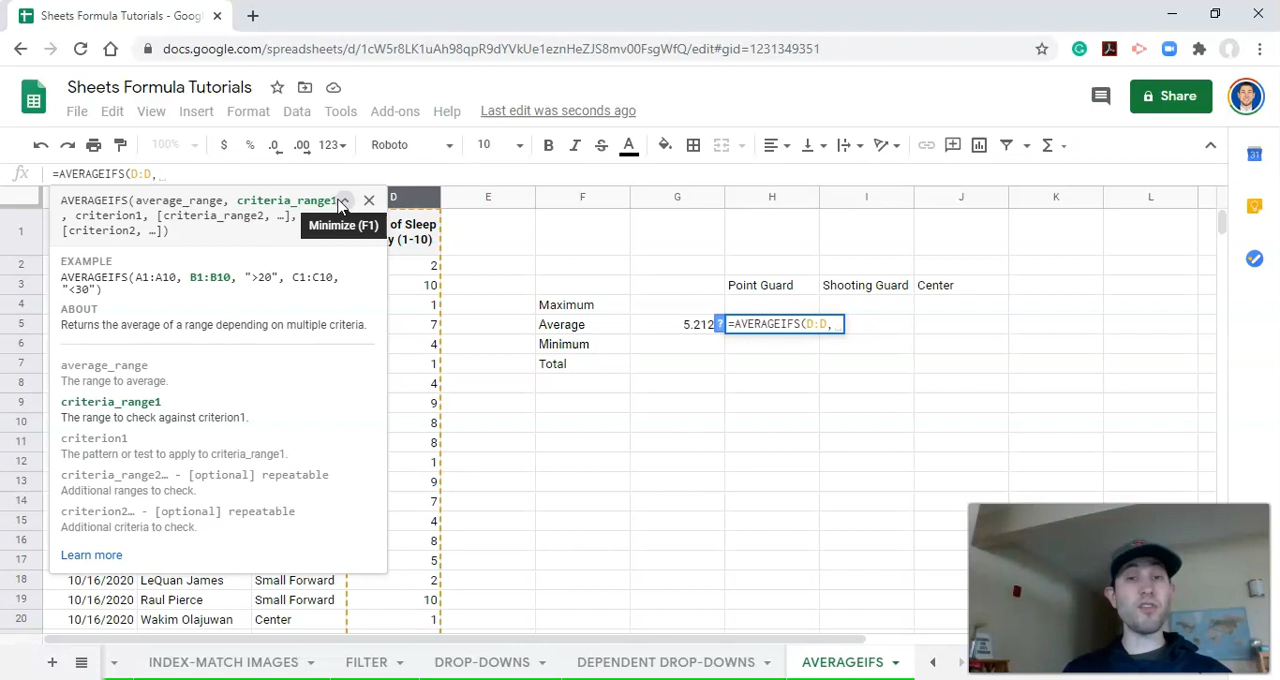 Sheets Formula Tutorials - Goog
docs.google.com/spreadsheets/d/1cW5r8LK1uAh98qpR9dYVkUe1eznHeZJS8mv00FsgWfQ/edit#gid=1231349351
Sheets Formula Tutorials
File Edit View Insert Format Data Tools Add-ons Help Last edit was seconds ago
Share
100% $ % .0 .00 123 Roboto 10 B I S A Σ
fx =AVERAGEIFS(D:D,
AVERAGEIFS(average_range, criteria_range1
, criterion1, [criteria_range2, …],
[criterion2, …])
Minimize (F1)
EXAMPLE
AVERAGEIFS(A1:A10, B1:B10, ">20", C1:C10,
"<30")
ABOUT
Returns the average of a range depending on multiple criteria.
average_range
The range to average.
criteria_range1
The range to check against criterion1.
criterion1
The pattern or test to apply to criteria_range1.
criteria_range2… - [optional] repeatable
Additional ranges to check.
criterion2… - [optional] repeatable
Additional criteria to check.
Learn more
D E F G H I J K L
1 of Sleep
y (1-10)
2 2
3 10 Point Guard Shooting Guard Center
4 1 Maximum
5 7 Average 5.212 ? =AVERAGEIFS(D:D,
6 4 Minimum
7 1 Total
8 4
9 9
10 8
11 8
12 1
13 9
14 7
15 4
16 8
17 5
18 10/16/2020 LeQuan James Small Forward 2
19 10/16/2020 Raul Pierce Small Forward 10
20 10/16/2020 Wakim Olajuwan Center 1
INDEX-MATCH IMAGES FILTER DROP-DOWNS DEPENDENT DROP-DOWNS AVERAGEIFS